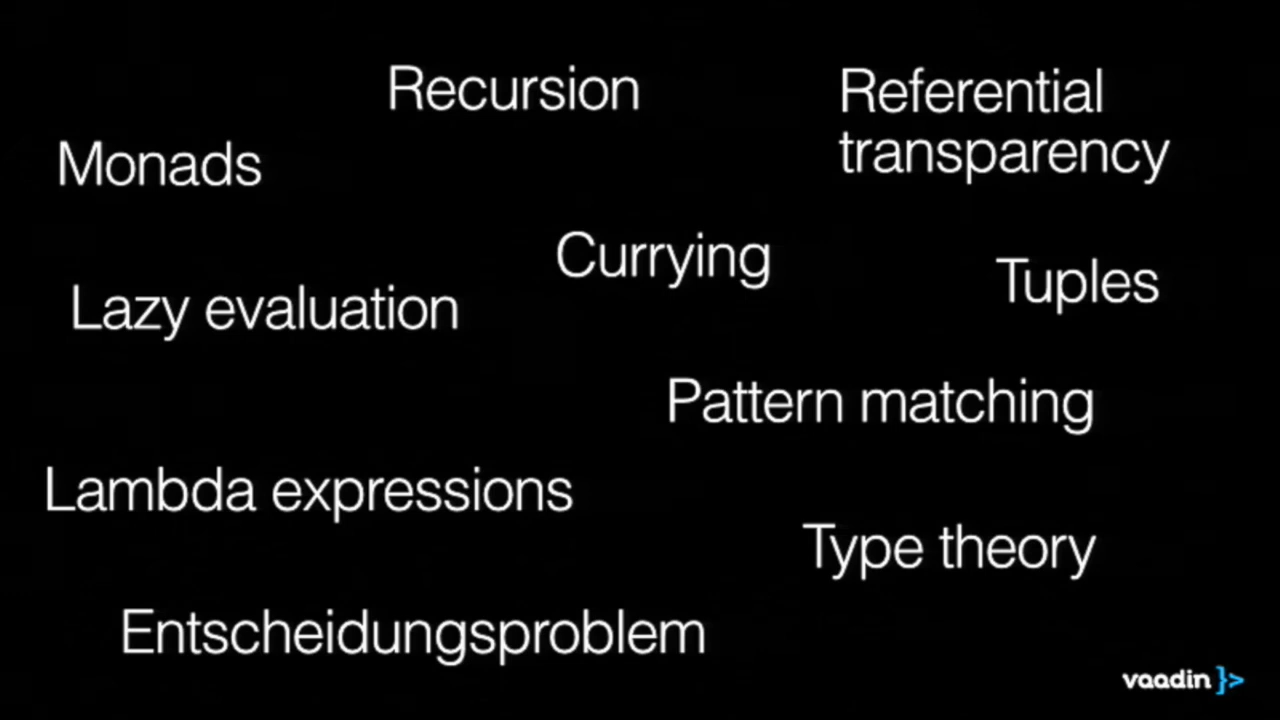 Recursion
Referential
transparency
Monads
Currying
Tuples
Lazy evaluation
Pattern matching
Lambda expressions
Type theory
Entscheidungsproblem
vaadin }>